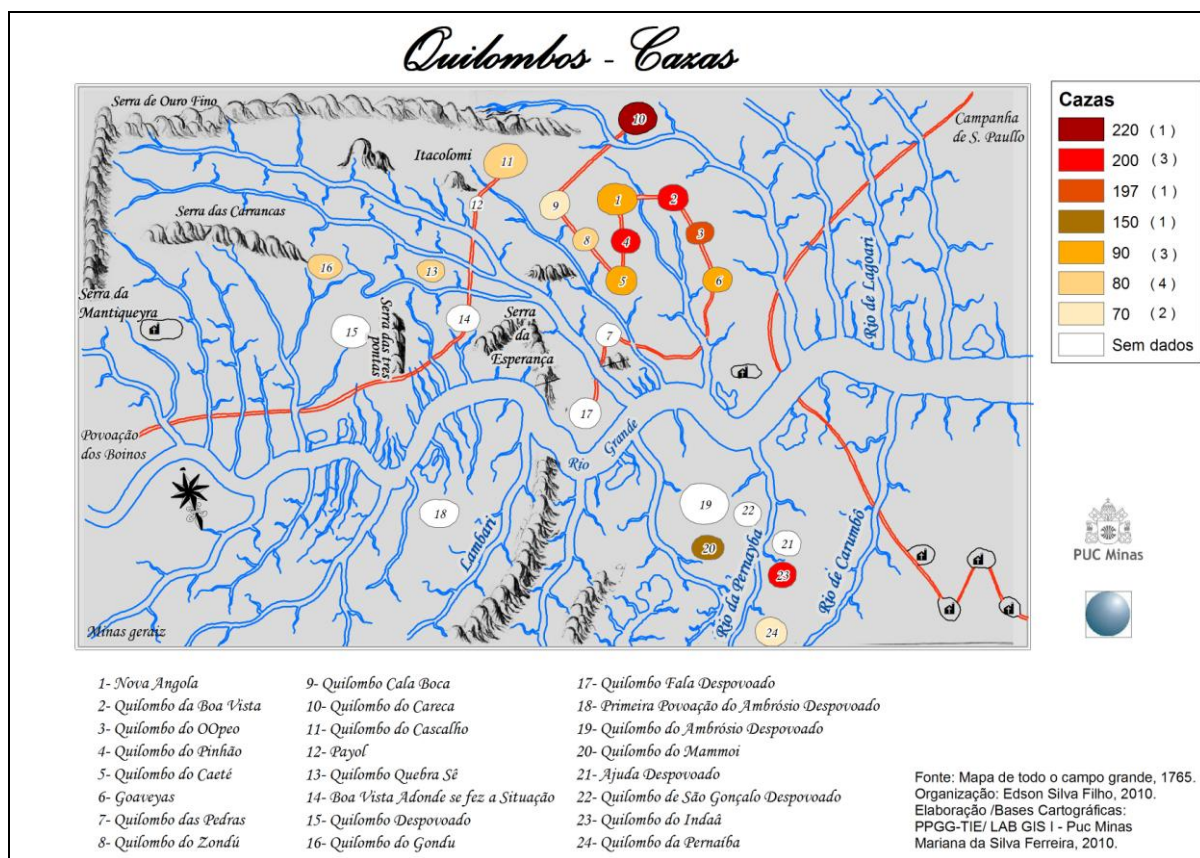 Quilombos - Cazas
Serra de Ouro Fino
Itacolomi
Campanha
de S. Paullo
Serra das Carrancas
Serra da
Mantiqueyra
Serra das tres
pontas
Serra
da
Esperança
Rio de Lagoari
Povoação
dos Boinos
Rio
Grande
Lambari
Rio da Pernayba
Rio de Carumbô
Minas geraiz
10
11
12
9
1
2
8
4
3
16
13
5
6
15
14
7
17
18
19
22
20
21
23
24
Cazas
220 (1)
200 (3)
197 (1)
150 (1)
90 (3)
80 (4)
70 (2)
Sem dados
PUC Minas
1- Nova Angola
2- Quilombo da Boa Vista
3- Quilombo do OOpeo
4- Quilombo do Pinhão
5- Quilombo do Caeté
6- Goaveyas
7- Quilombo das Pedras
8- Quilombo do Zondú
9- Quilombo Cala Boca
10- Quilombo do Careca
11- Quilombo do Cascalho
12- Payol
13- Quilombo Quebra Sê
14- Boa Vista Adonde se fez a Situação
15- Quilombo Despovoado
16- Quilombo do Gondu
17- Quilombo Fala Despovoado
18- Primeira Povoação do Ambrósio Despovoado
19- Quilombo do Ambrósio Despovoado
20- Quilombo do Mammoi
21- Ajuda Despovoado
22- Quilombo de São Gonçalo Despovoado
23- Quilombo do Indaâ
24- Quilombo da Pernaíba
Fonte: Mapa de todo o campo grande, 1765.
Organização: Edson Silva Filho, 2010.
Elaboração /Bases Cartográficas:
PPGG-TIE/ LAB GIS I - Puc Minas
Mariana da Silva Ferreira, 2010.